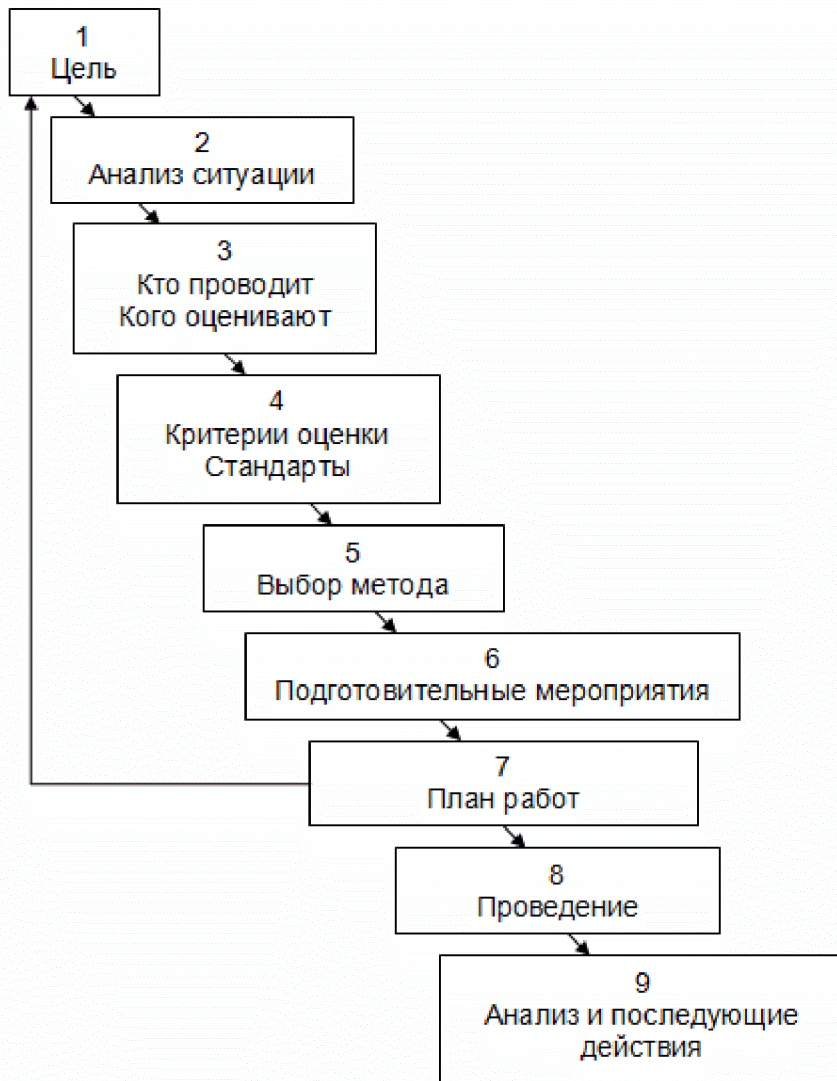 1
Цель
2
Анализ ситуации
3
Кто проводит
Кого оценивают
4
Критерии оценки
Стандарты
5
Выбор метода
6
Подготовительные мероприятия
7
План работ
8
Проведение
9
Анализ и последующие
действия